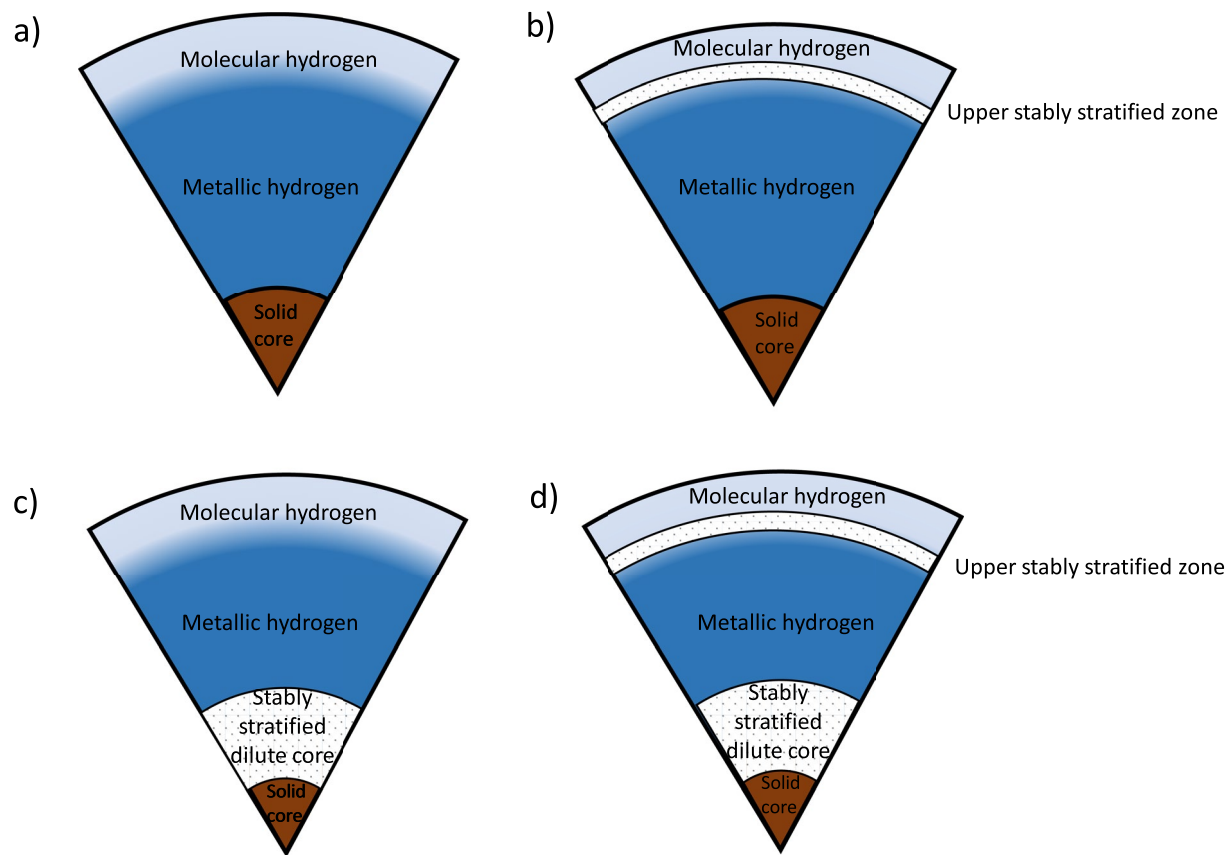 a)
Molecular hydrogen
Metallic hydrogen
Solid
core
b)
Molecular hydrogen
Upper stably stratified zone
Metallic hydrogen
Solid
core
c)
Molecular hydrogen
Metallic hydrogen
Stably
stratified
dilute core
Solid
core
d)
Molecular hydrogen
Upper stably stratified zone
Metallic hydrogen
Stably
stratified
dilute core
Solid
core